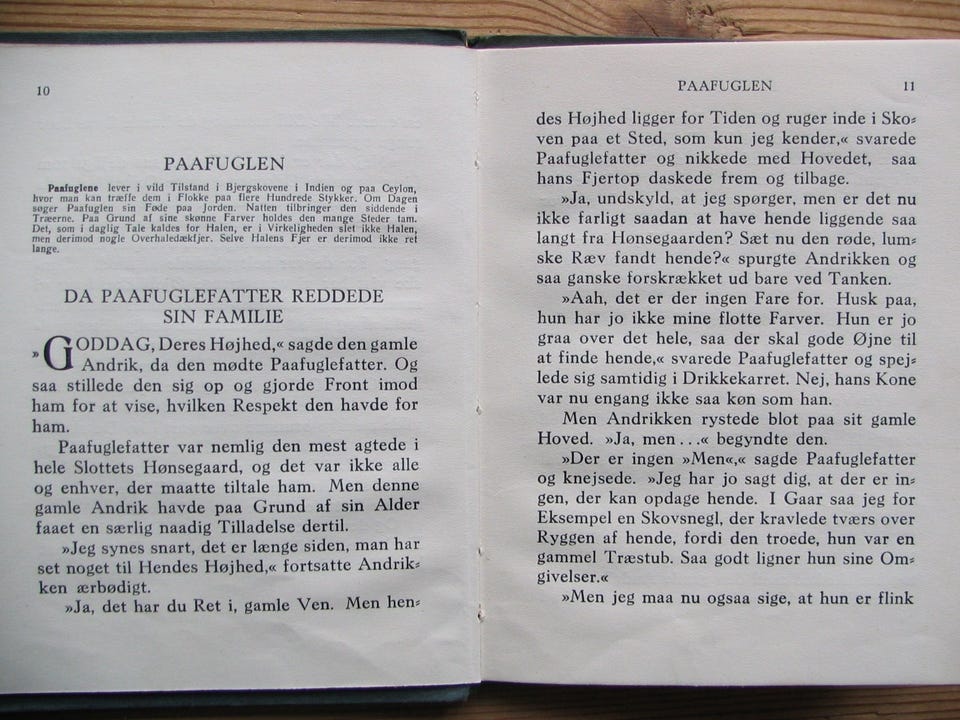 10
PAAFUGLEN
Paafuglene lever i vild Tilstand i Bjergskovene i Indien og paa Ceylon,
hvor man kan træffe dem i Flokke paa flere Hundrede Stykker. Om Dagen
søger Paafuglen sin Føde paa Jorden. Natten tilbringer den siddende i
Træerne. Paa Grund af sine skønne Farver holdes den mange Steder tam.
Det, som i daglig Tale kaldes for Halen, er i Virkeligheden slet ikke Halen,
men derimod nogle Overhaledækfjer. Selve Halens Fjer er derimod ikke ret
lange.
DA PAAFUGLEFATTER REDDEDE
SIN FAMILIE
»GODDAG, Deres Højhed,« sagde den gamle
Andrik, da den mødte Paafuglefatter. Og
saa stillede den sig op og gjorde Front imod
ham for at vise, hvilken Respekt den havde for
ham.
Paafuglefatter var nemlig den mest agtede i
hele Slottets Hønsegaard, og det var ikke alle
og enhver, der maatte tiltale ham. Men denne
gamle Andrik havde paa Grund af sin Alder
faaet en særlig naadig Tilladelse dertil.
»Jeg synes snart, det er længe siden, man har
set noget til Hendes Højhed,« fortsatte Andrik=
ken ærbødigt.
»Ja, det har du Ret i, gamle Ven. Men hen=
PAAFUGLEN 11
des Højhed ligger for Tiden og ruger inde i Sko=
ven paa et Sted, som kun jeg kender,« svarede
Paafuglefatter og nikkede med Hovedet, saa
hans Fjertop daskede frem og tilbage.
»Ja, undskyld, at jeg spørger, men er det nu
ikke farligt saadan at have hende liggende saa
langt fra Hønsegaarden? Sæt nu den røde, lum=
ske Ræv fandt hende?« spurgte Andrikken og
saa ganske forskrækket ud bare ved Tanken.
»Aah, det er der ingen Fare for. Husk paa,
hun har jo ikke mine flotte Farver. Hun er jo
graa over det hele, saa der skal gode Øjne til
at finde hende,« svarede Paafuglefatter og spej=
lede sig samtidig i Drikkekarret. Nej, hans Kone
var nu engang ikke saa køn som han.
Men Andrikken rystede blot paa sit gamle
Hoved. »Ja, men . . .« begyndte den.
»Der er ingen »Men«,« sagde Paafuglefatter
og knejsede. »Jeg har jo sagt dig, at der er in=
gen, der kan opdage hende. I Gaar saa jeg for
Eksempel en Skovsnegl, der kravlede tværs over
Ryggen af hende, fordi den troede, hun var en
gammel Træstub. Saa godt ligner hun sine Om=
givelser.«
»Men jeg maa nu ogsaa sige, at hun er flink